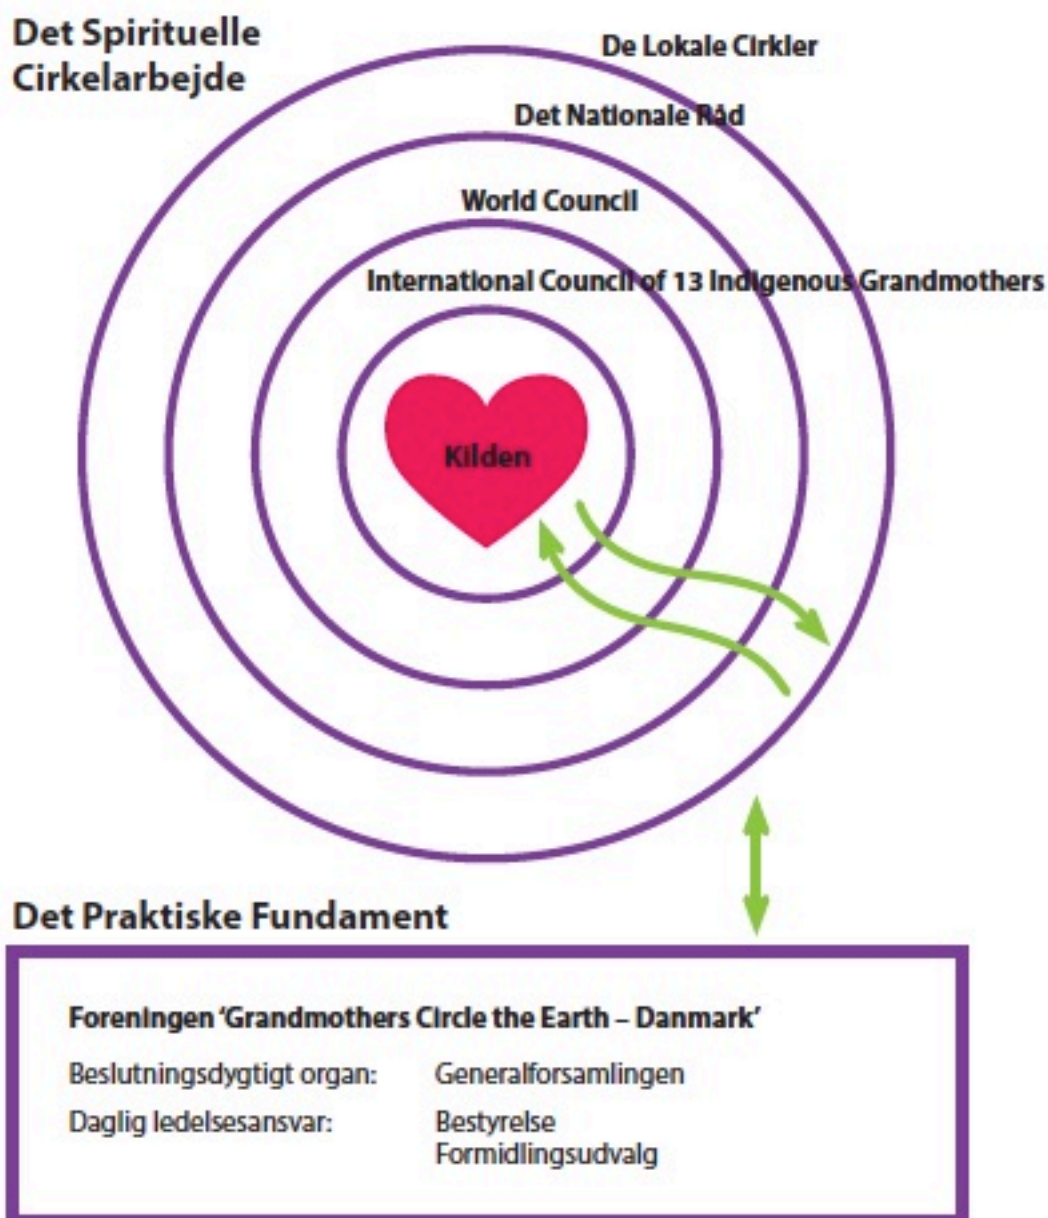 Det Spirituelle
Cirkelarbejde
De Lokale Cirkler
Det Nationale Råd
World Council
International Council of 13 Indigenous Grandmothers
Kilden
Det Praktiske Fundament
Foreningen ‘Grandmothers Circle the Earth – Danmark’
Beslutningsdygtigt organ: Generalforsamlingen
Daglig ledelsesansvar: Bestyrelse
Formidlingsudvalg